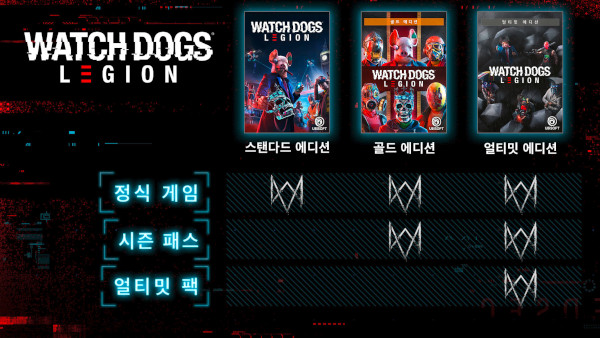 WATCH DOGS
LEGION
WATCH DOGS
LEGION
UBISOFT
골드 에디션
WATCH DOGS
LEGION
UBISOFT
얼티밋 에디션
WATCH DOGS
LEGION
UBISOFT
스탠다드 에디션
골드 에디션
얼티밋 에디션
정식 게임
시즌 패스
얼티밋 팩